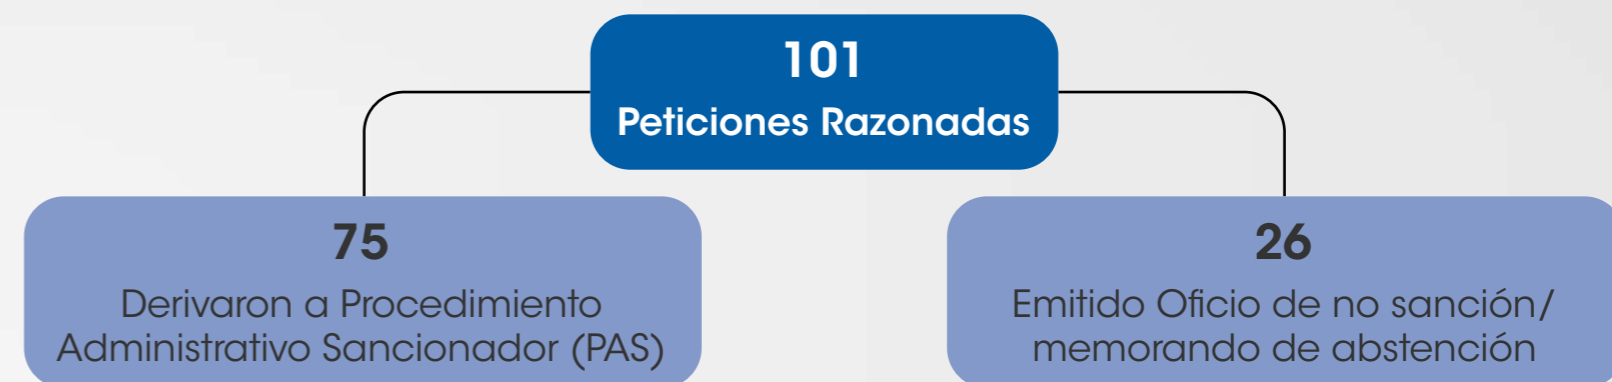 101
Peticiones Razonadas
75
Derivaron a Procedimiento
Administrativo Sancionador (PAS)
26
Emitido Oficio de no sanción/
memorando de abstención